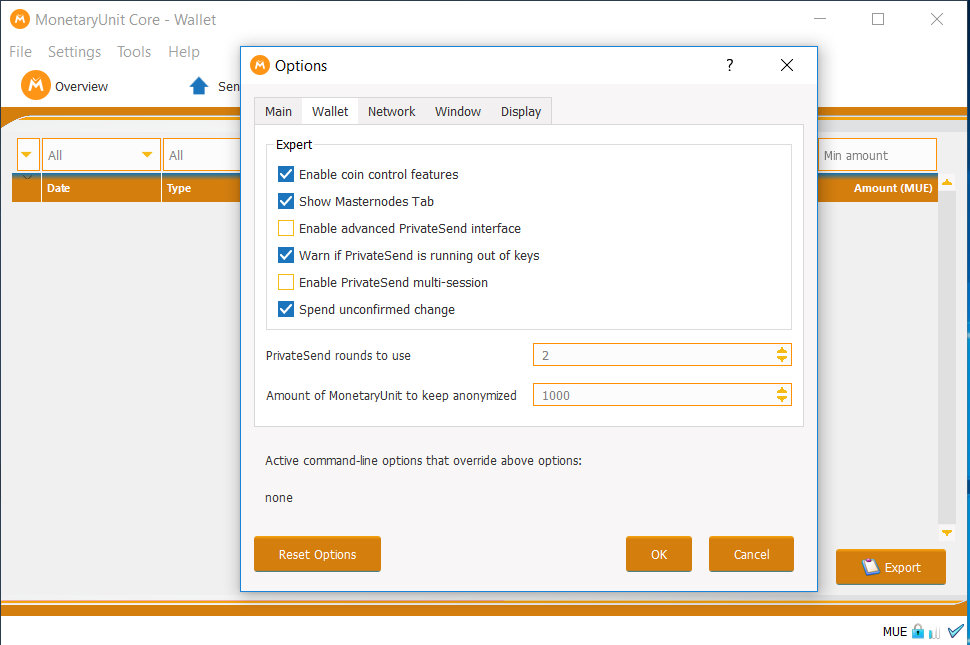 MonetaryUnit Core - Wallet
File Settings Tools Help
Overview
Sen
Options
?
Main Wallet Network Window Display
Expert
Enable coin control features
Show Masternodes Tab
Enable advanced PrivateSend interface
Warn if PrivateSend is running out of keys
Enable PrivateSend multi-session
Spend unconfirmed change
PrivateSend rounds to use 2
Amount of MonetaryUnit to keep anonymized 1000
Active command-line options that override above options:
none
Reset Options OK Cancel
All All Min amount
Date Type Amount (MUE)
Export
MUE